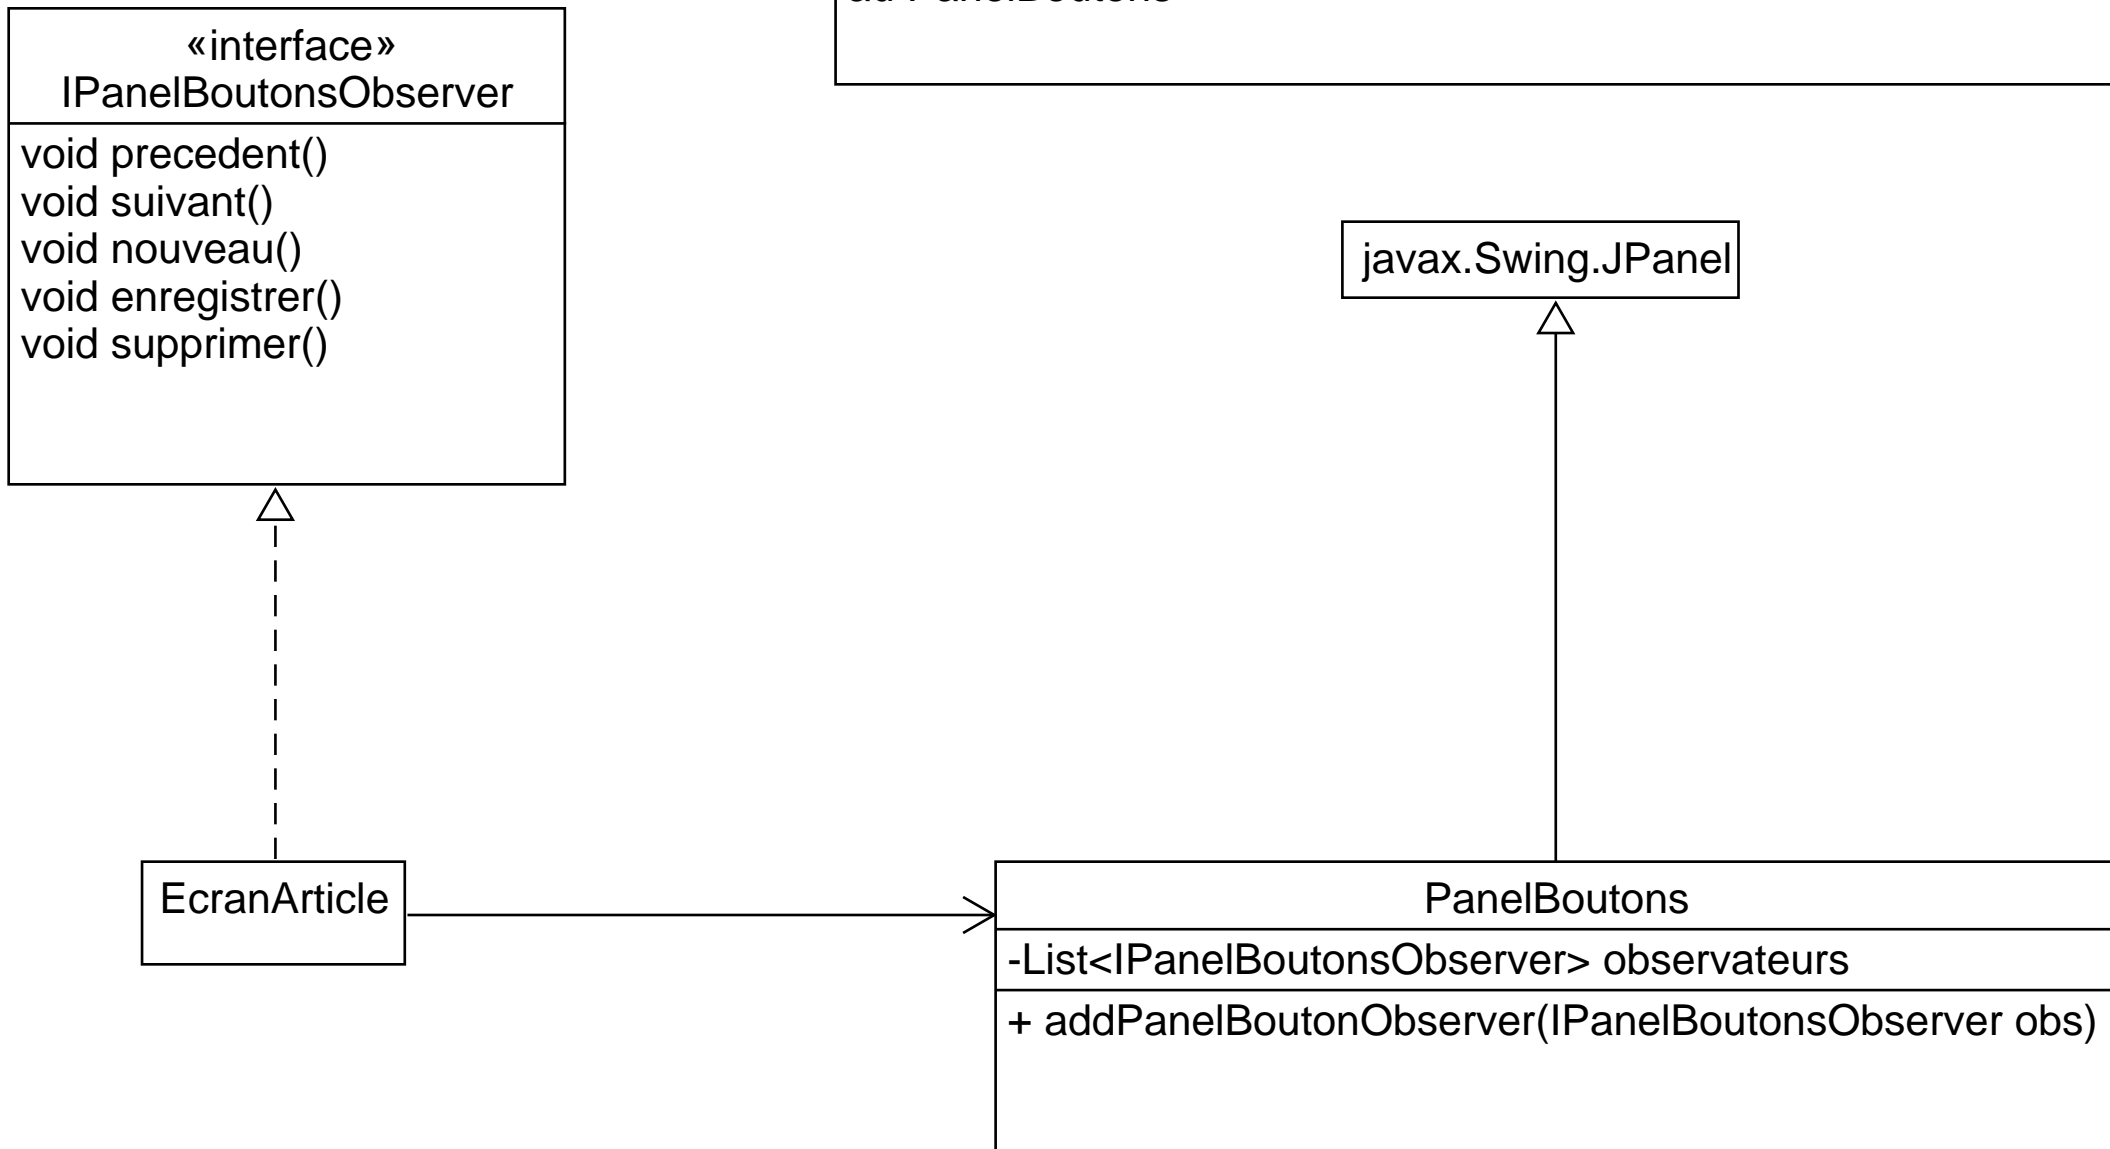 «interface»
IPanelBoutonsObserver
void precedent()
void suivant()
void nouveau()
void enregistrer()
void supprimer()
javax.Swing.JPanel
EcranArticle
PanelBoutons
-List<IPanelBoutonsObserver> observateurs
+ addPanelBoutonObserver(IPanelBoutonsObserver obs)